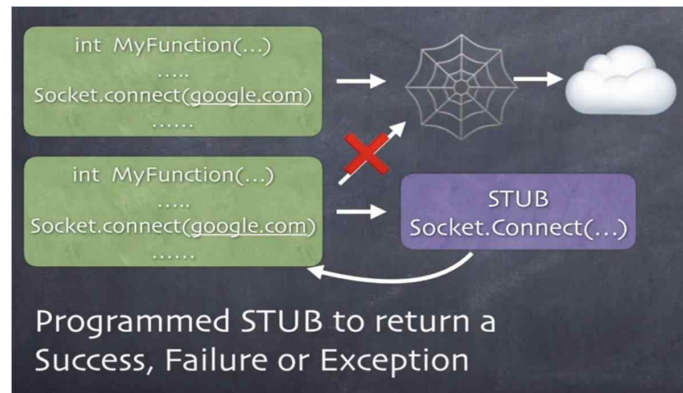 int MyFunction(...)
.....
Socket.connect(google.com)
......
int MyFunction(...)
.....
Socket.connect(google.com)
......
STUB
Socket.Connect(...)
Programmed STUB to return a
Success, Failure or Exception